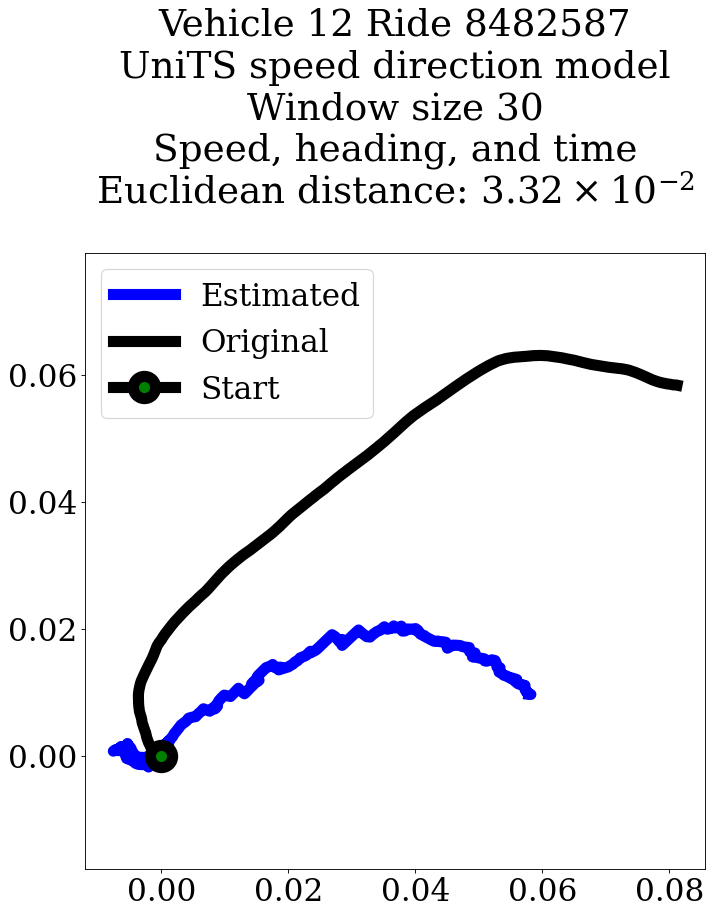 Vehicle 12 Ride 8482587
UniTS speed direction model
Window size 30
Speed, heading, and time
Euclidean distance: 3.32 × 10⁻²
Estimated
Original
Start
0.06
0.04
0.02
0.00
0.00 0.02 0.04 0.06 0.08